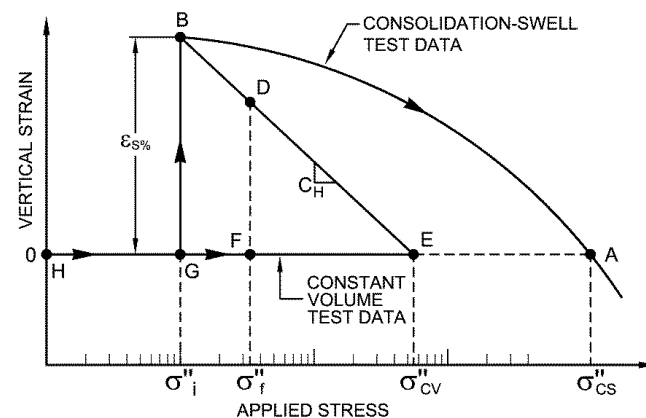 B
CONSOLIDATION-SWELL
TEST DATA
VERTICAL STRAIN
ε_S%
D
C_H
0
H
G
F
E
A
CONSTANT
VOLUME
TEST DATA
σ"_i
σ"_f
σ"_CV
σ"_CS
APPLIED STRESS